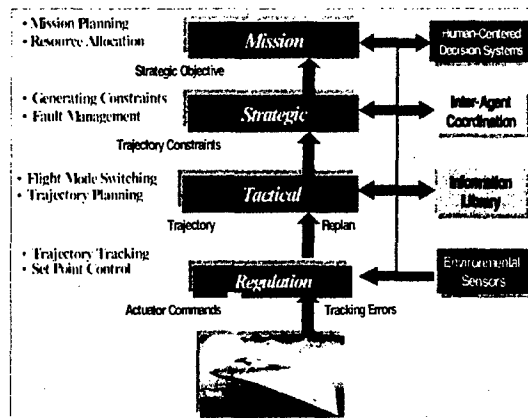 • Mission Planning
• Resource Allocation
Mission
Human-Centered
Decision Systems
Strategic Objective
• Generating Constraints
• Fault Management
Strategic
Inter-Agent
Coordination
Trajectory Constraints
• Flight Mode Switching
• Trajectory Planning
Tactical
Information
Library
Trajectory
Replan
• Trajectory Tracking
• Set Point Control
Regulation
Environmental
Sensors
Actuator Commands
Tracking Errors